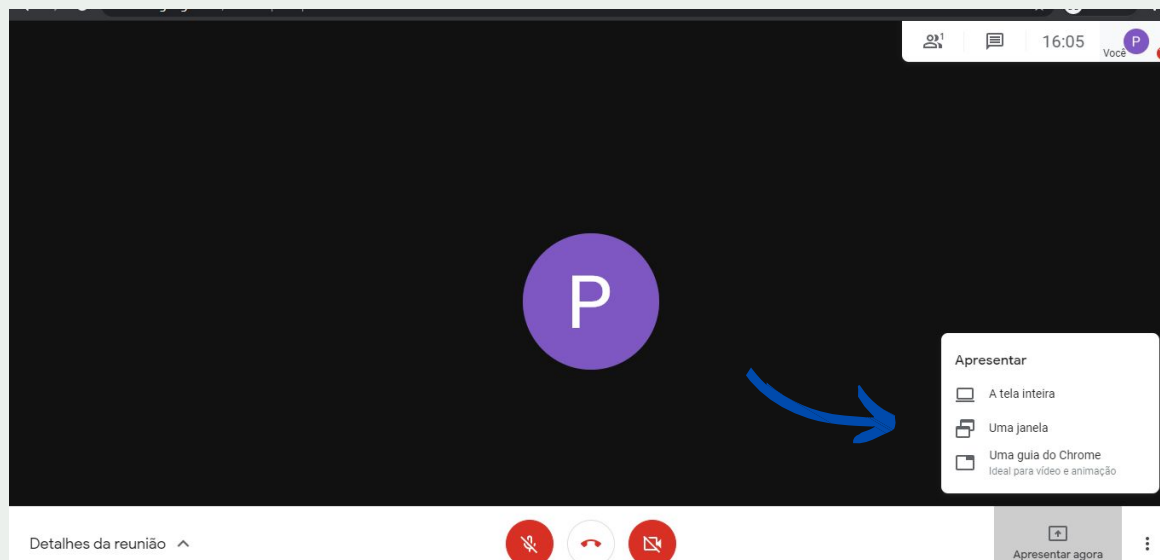 1
16:05
Você
P
P
Apresentar
A tela inteira
Uma janela
Uma guia do Chrome
Ideal para vídeo e animação
Detalhes da reunião
Apresentar agora